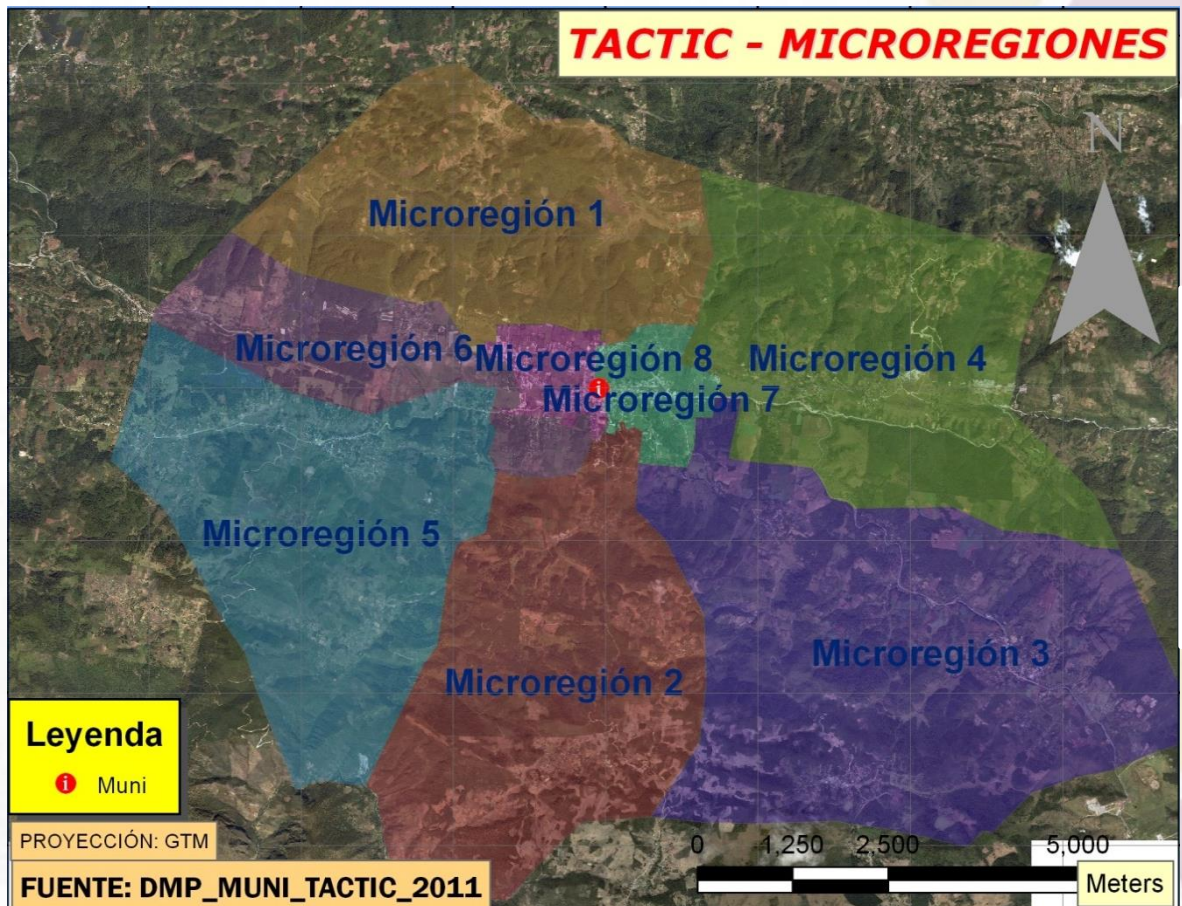 TACTIC - MICROREGIONES
N
Microregión 1
Microregión 6
Microregión 8
Microregión 4
Microregión 7
Microregión 5
Microregión 3
Microregión 2
Leyenda
Muni
PROYECCIÓN: GTM
FUENTE: DMP_MUNI_TACTIC_2011
0 1,250 2,500 5,000
Meters